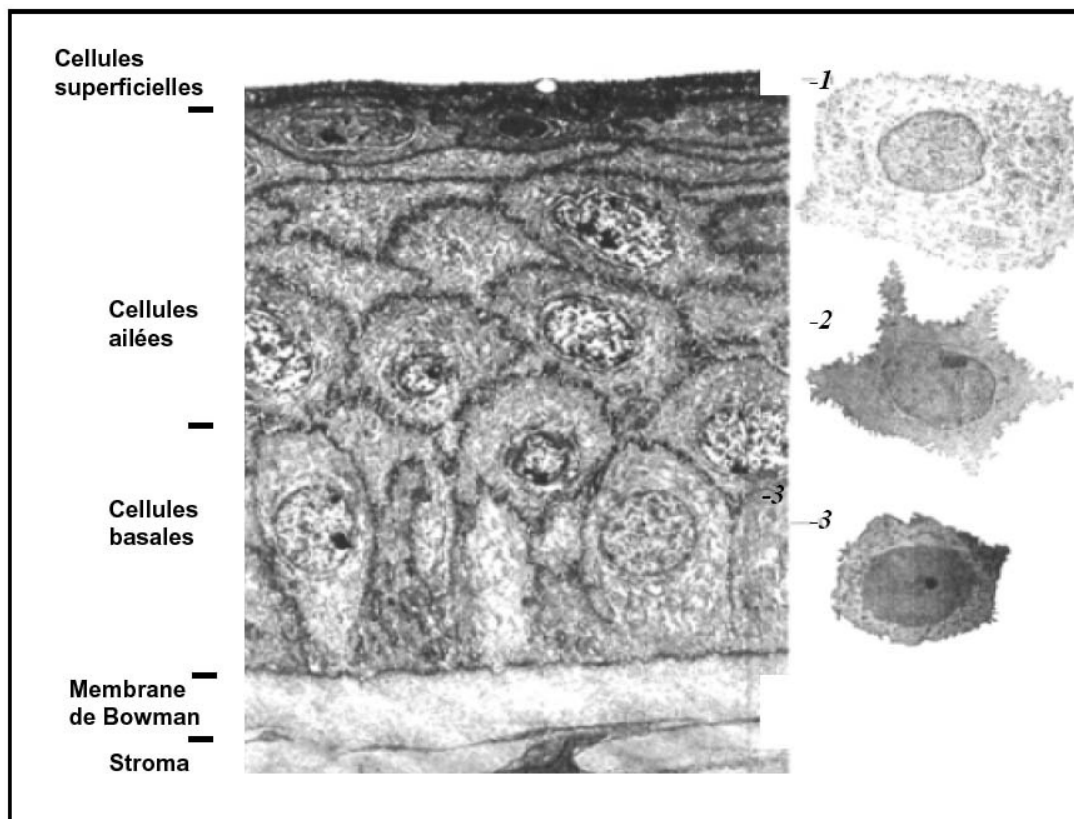 Cellules
superficielles
-1
Cellules
ailées
-2
Cellules
basales
-3
-3
Membrane
de Bowman
Stroma